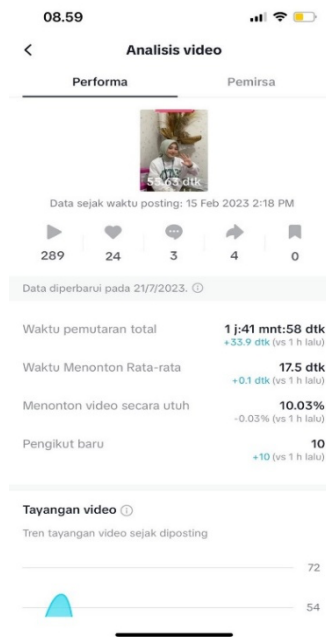 08.59
Analisis video
Performa Pemirsa
53.63 dtk
Data sejak waktu posting: 15 Feb 2023 2:18 PM
289 24 3 4 0
Data diperbarui pada 21/7/2023.
Waktu pemutaran total 1 j:41 mnt:58 dtk
+33.9 dtk (vs 1 h lalu)
Waktu Menonton Rata-rata 17.5 dtk
+0.1 dtk (vs 1 h lalu)
Menonton video secara utuh 10.03%
-0.03% (vs 1 h lalu)
Pengikut baru 10
+10 (vs 1 h lalu)
Tayangan video
Tren tayangan video sejak diposting
72
54